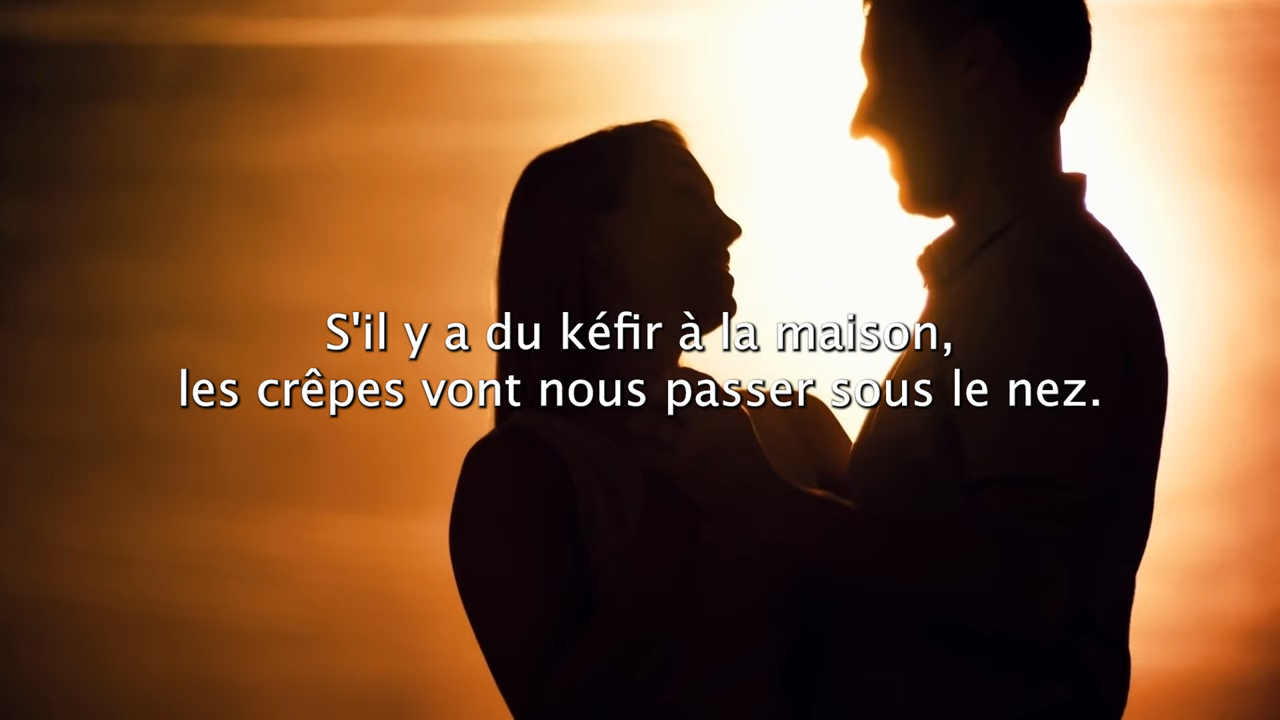 S'il y a du kéfir à la maison,
les crêpes vont nous passer sous le nez.